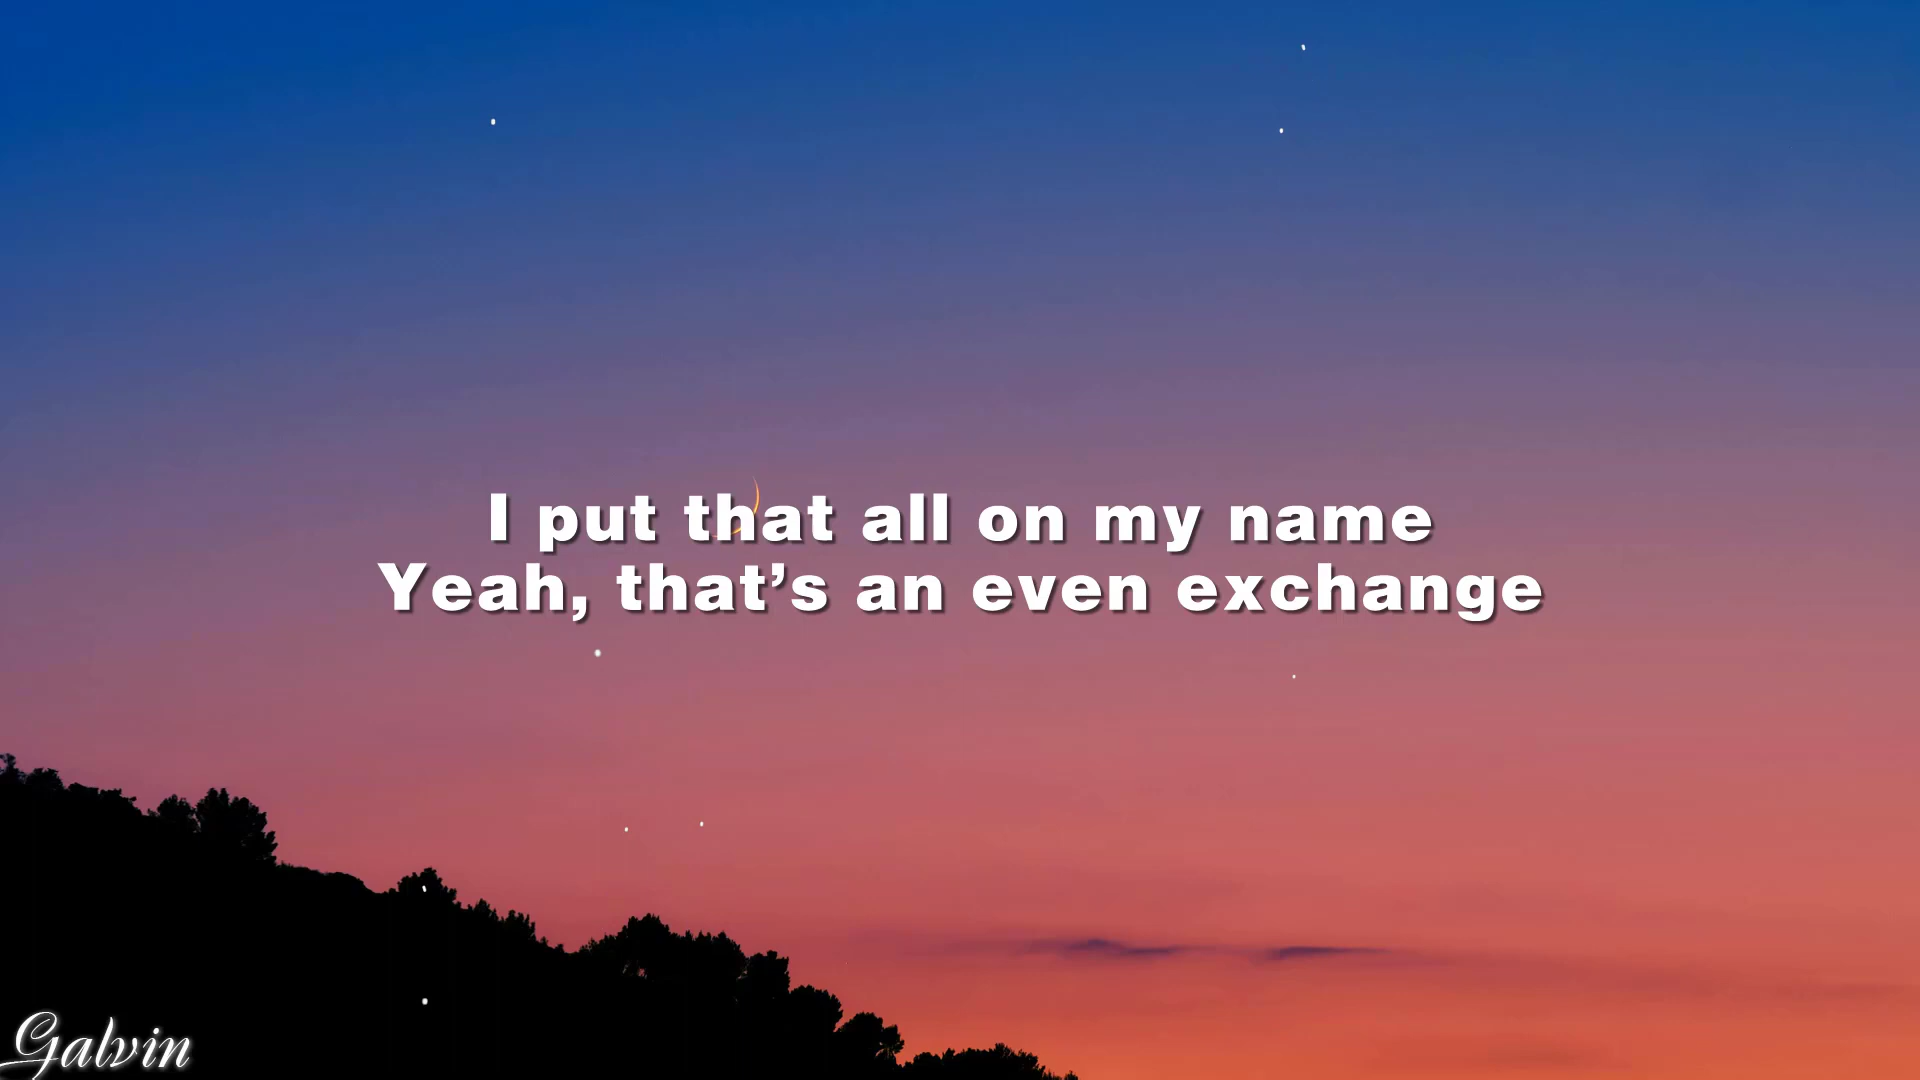 I put that all on my name
Yeah, that’s an even exchange
Galvin